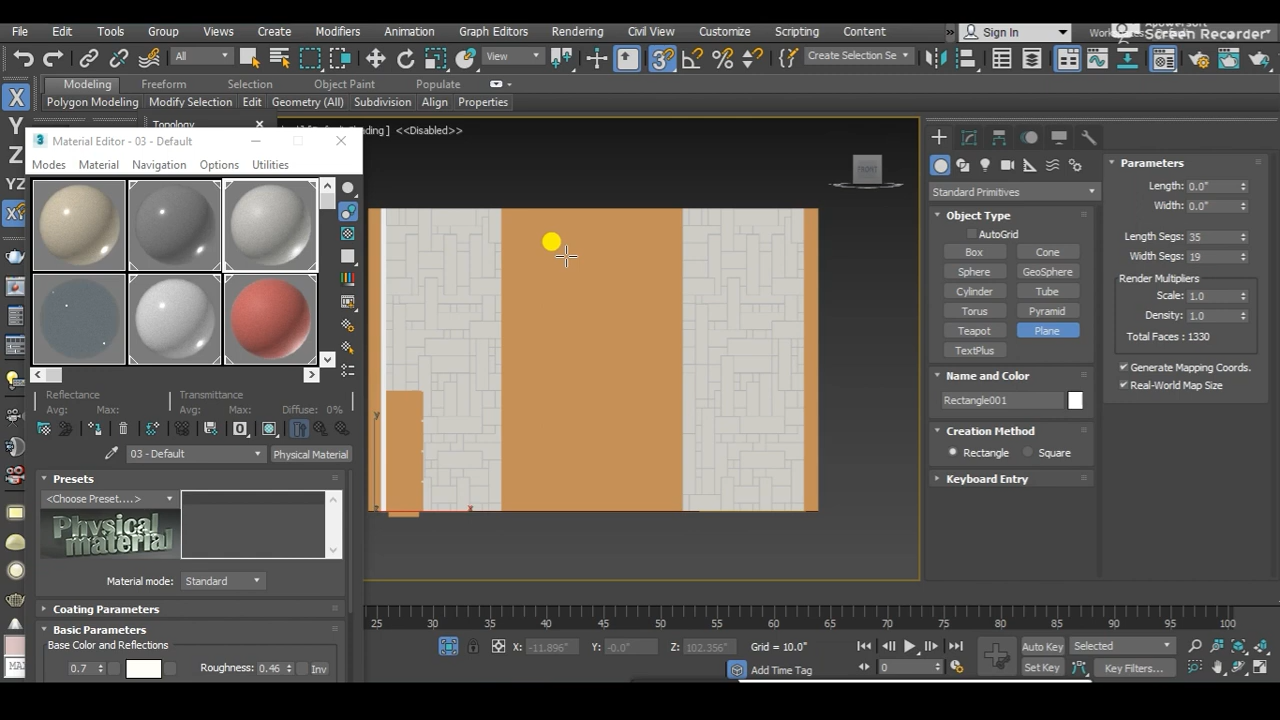 File Edit Tools Group Views Create Modifiers Animation Graph Editors Rendering Civil View Customize Scripting Content » Sign In
Screen Recorder
All View Create Selection Se
Modeling Freeform Selection Object Paint Populate
Polygon Modeling Modify Selection Edit Geometry (All) Subdivision Align Properties
X
Y
Z
YZ
Topology
3 Material Editor - 03 - Default
Modes Material Navigation Options Utilities
<<Disabled>>
FRONT
Standard Primitives
Object Type
AutoGrid
Box Cone
Sphere GeoSphere
Cylinder Tube
Torus Pyramid
Teapot Plane
TextPlus
Name and Color
Rectangle001
Creation Method
Rectangle Square
Keyboard Entry
Parameters
Length: 0.0"
Width: 0.0"
Length Segs: 35
Width Segs: 19
Render Multipliers
Scale: 1.0
Density: 1.0
Total Faces : 1330
Generate Mapping Coords.
Real-World Map Size
Reflectance Transmittance
Avg: Max: Avg: Max: Diffuse: 0%
03 - Default Physical Material
Presets
<Choose Preset....>
Physical material
Material mode: Standard
Coating Parameters
Basic Parameters
Base Color and Reflections
0.7 Roughness: 0.46 Inv
25 30 35 40 45 50 55 60 65 70 75 80 85 90 95 100
X: -11.896" Y: -0.0" Z: 102.356" Grid = 10.0"
Add Time Tag
0
Auto Key Selected
Set Key Key Filters...